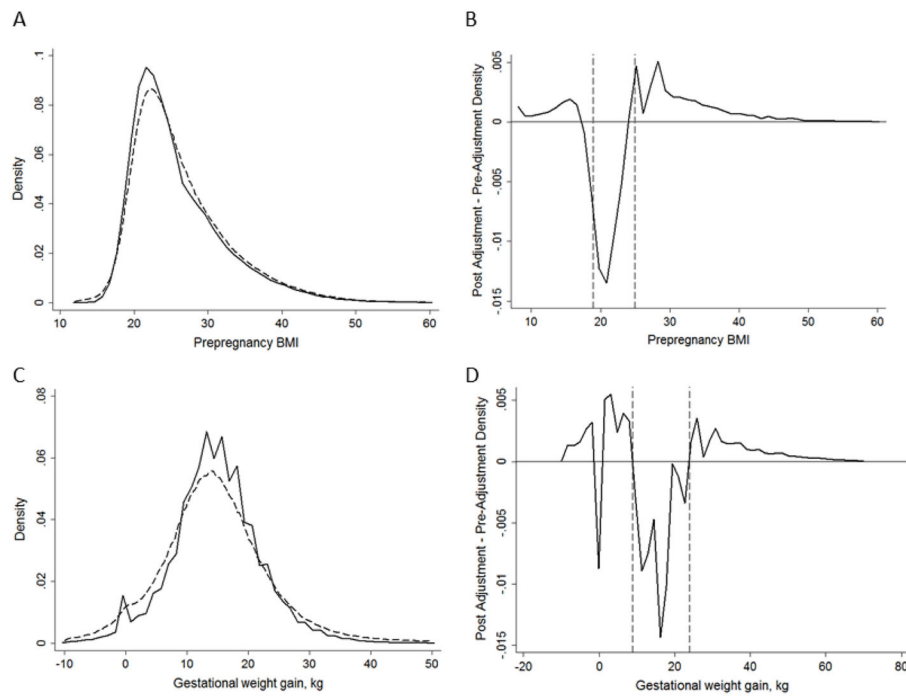 A
Density
.1
.08
.06
.04
.02
0
10 20 30 40 50 60
Prepregnancy BMI
B
Post Adjustment - Pre-Adjustment Density
.005
0
-.005
-.01
-.015
10 20 30 40 50 60
Prepregnancy BMI
C
Density
.08
.06
.04
.02
0
-10 0 10 20 30 40 50
Gestational weight gain, kg
D
Post Adjustment - Pre-Adjustment Density
.005
0
-.005
-.01
-.015
-20 0 20 40 60 80
Gestational weight gain, kg